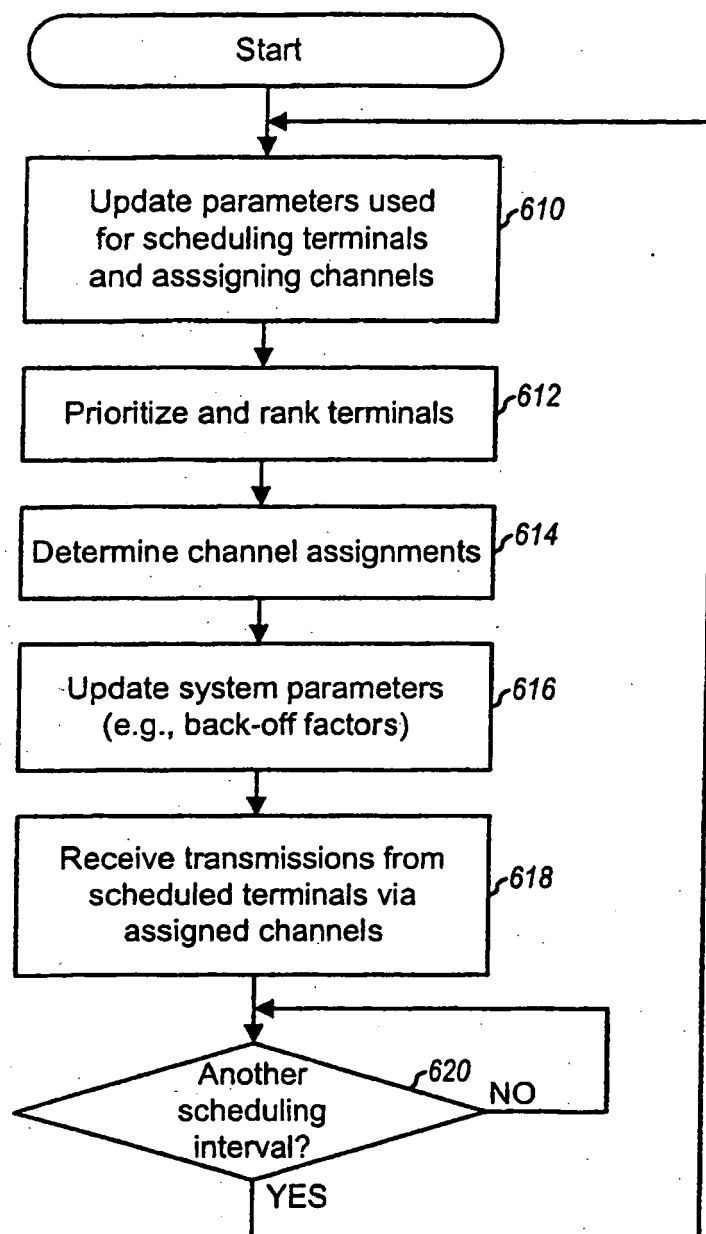 Start
Update parameters used
for scheduling terminals
and asssigning channels
610
Prioritize and rank terminals
612
Determine channel assignments
614
Update system parameters
(e.g., back-off factors)
616
Receive transmissions from
scheduled terminals via
assigned channels
618
Another
scheduling
interval?
620
NO
YES